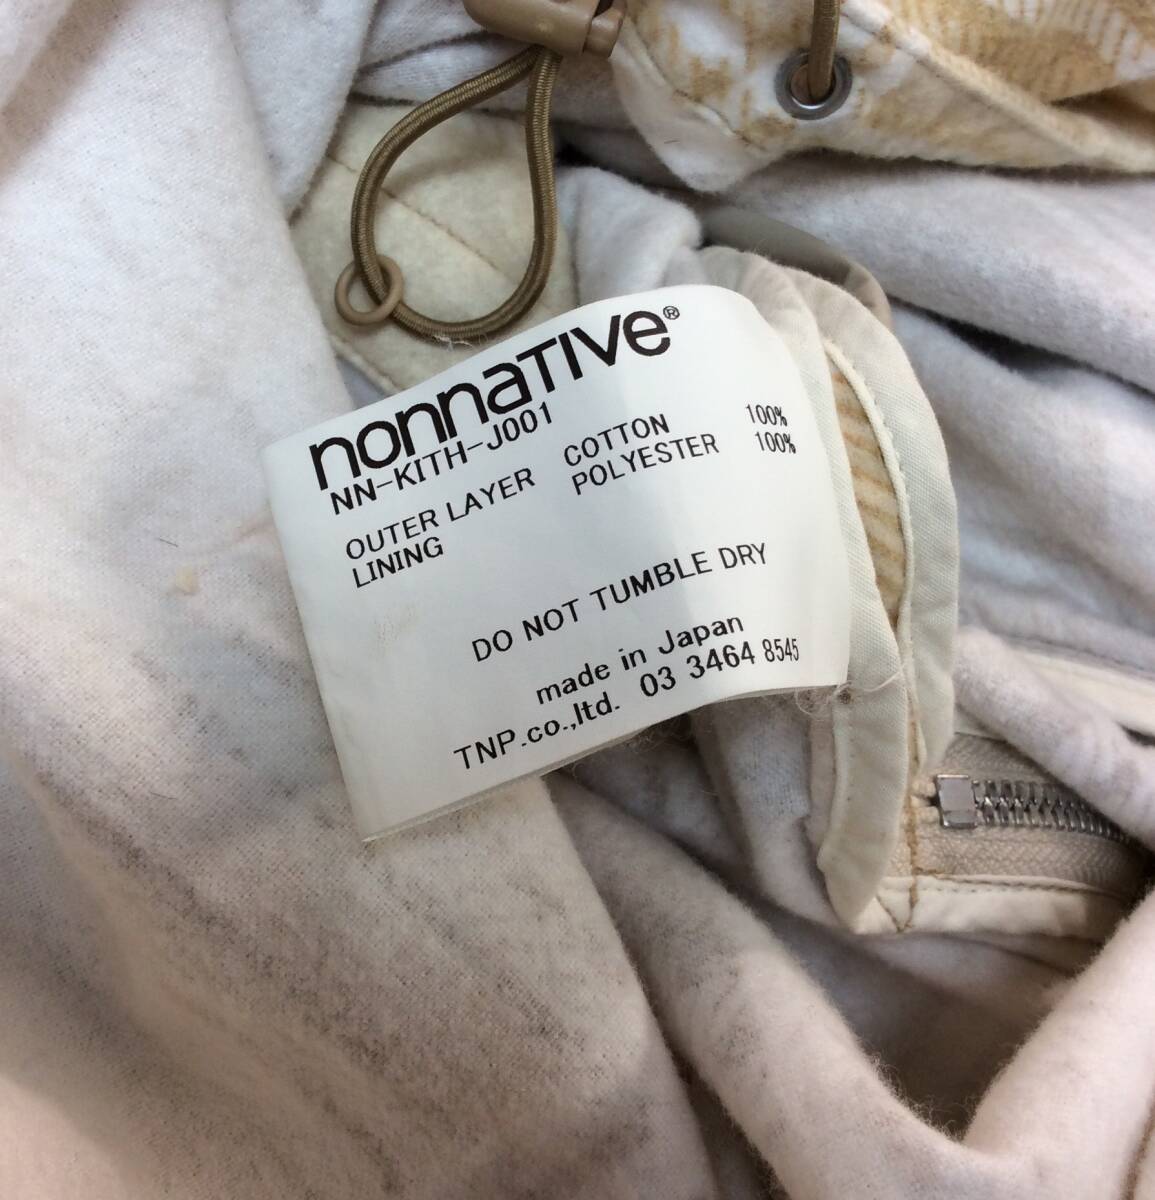 nonnative®
NN-KITH-J001
OUTER LAYER COTTON 100%
LINING POLYESTER 100%
DO NOT TUMBLE DRY
made in Japan
TNP.co.,ltd. 03 3464 8545